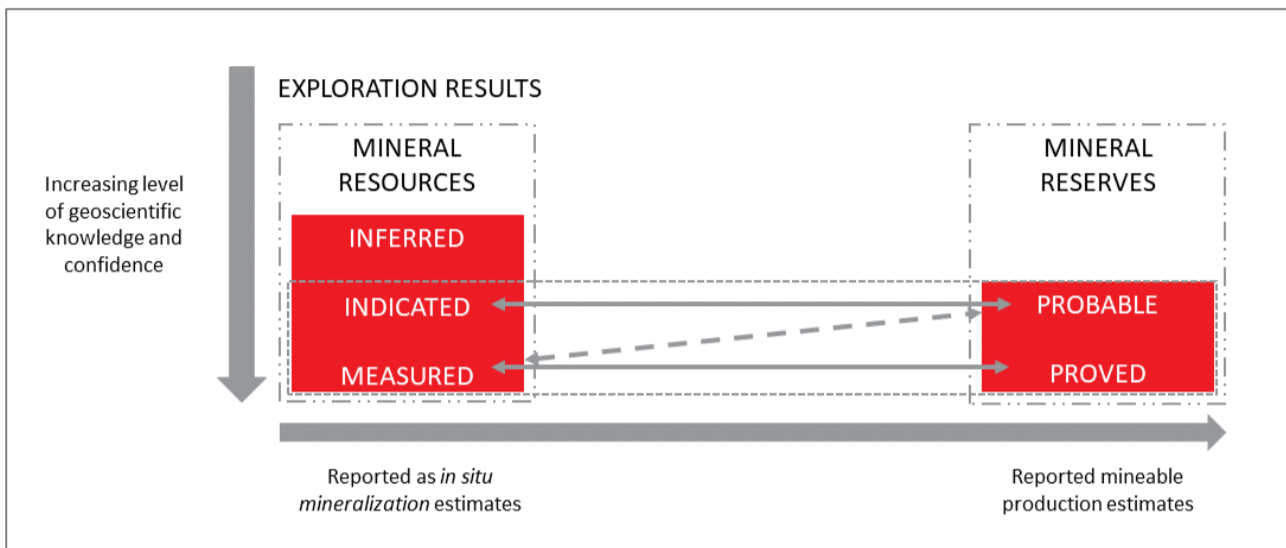 EXPLORATION RESULTS
MINERAL
RESOURCES
MINERAL
RESERVES
Increasing level
of geoscientific
knowledge and
confidence
INFERRED
INDICATED
PROBABLE
MEASURED
PROVED
Reported as in situ
mineralization estimates
Reported mineable
production estimates